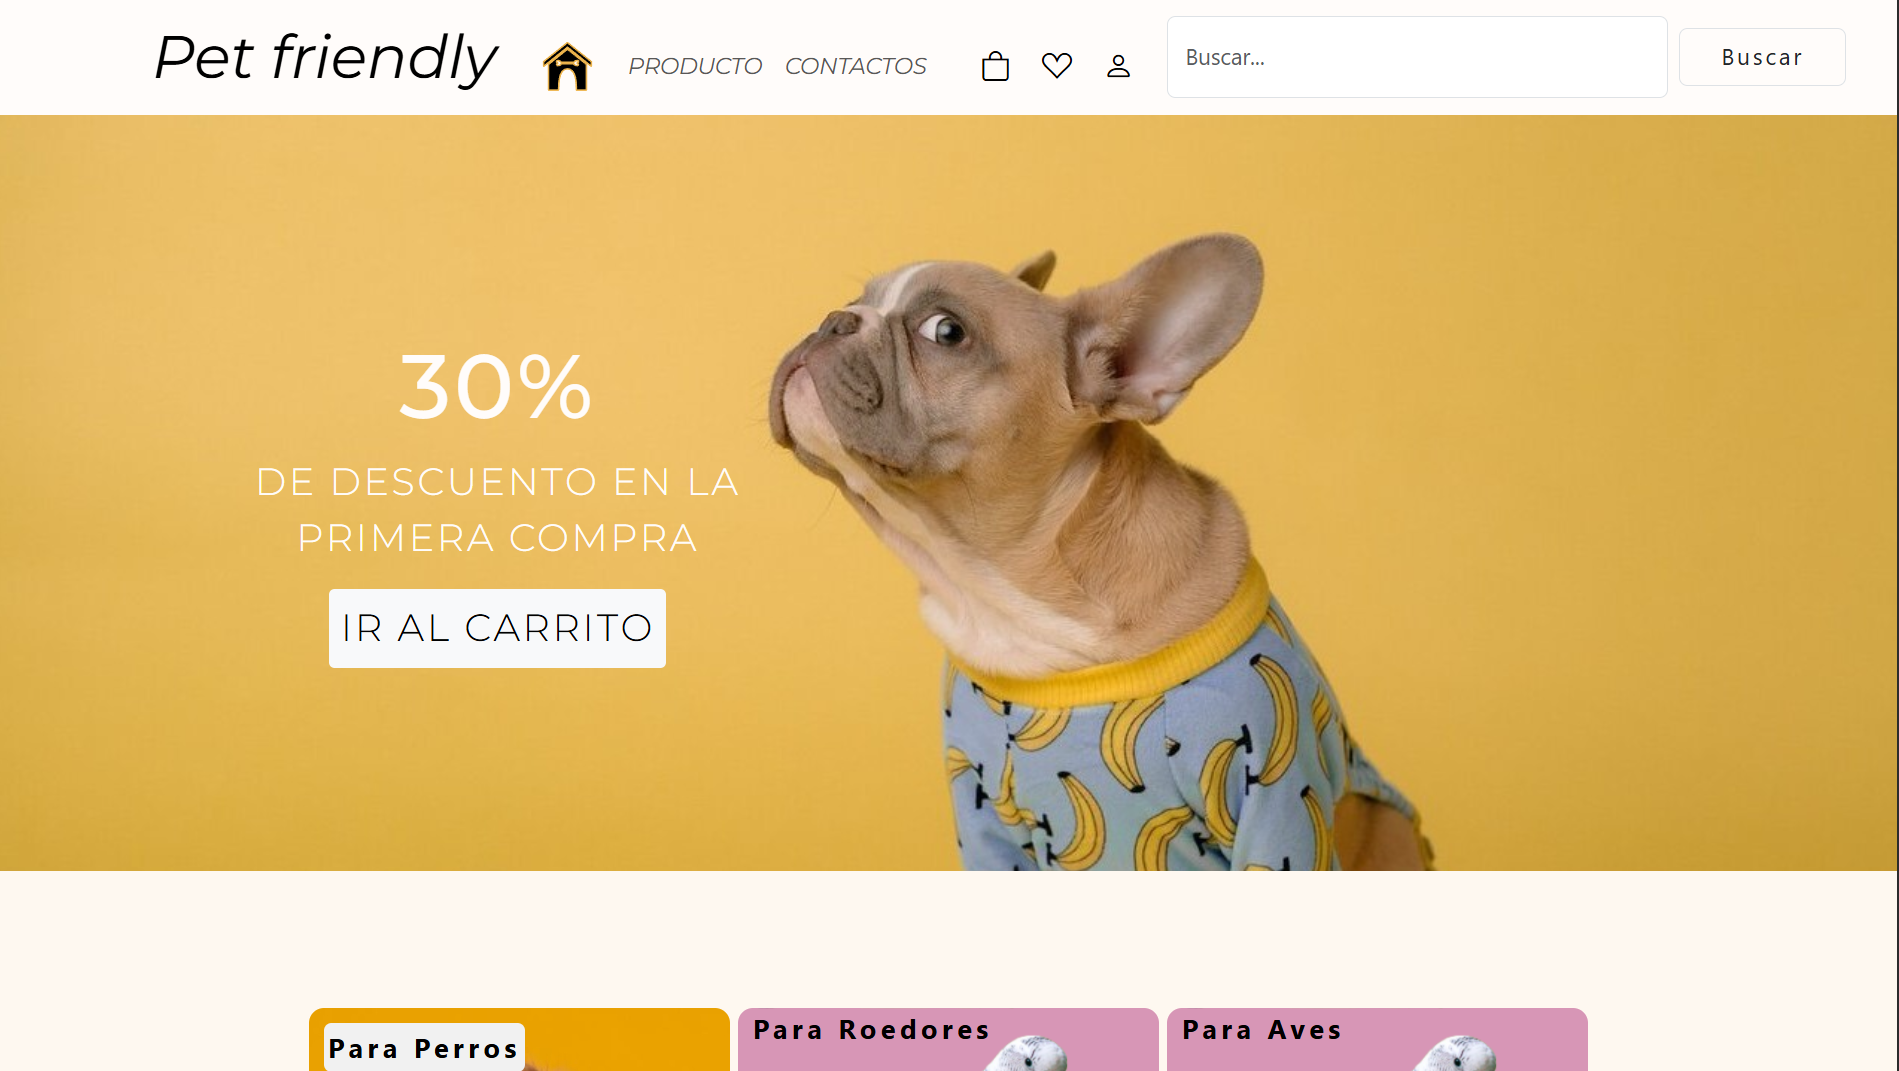 Pet friendly
PRODUCTO CONTACTOS
Buscar...
Buscar
30%
DE DESCUENTO EN LA
PRIMERA COMPRA
IR AL CARRITO
Para Perros
Para Roedores
Para Aves